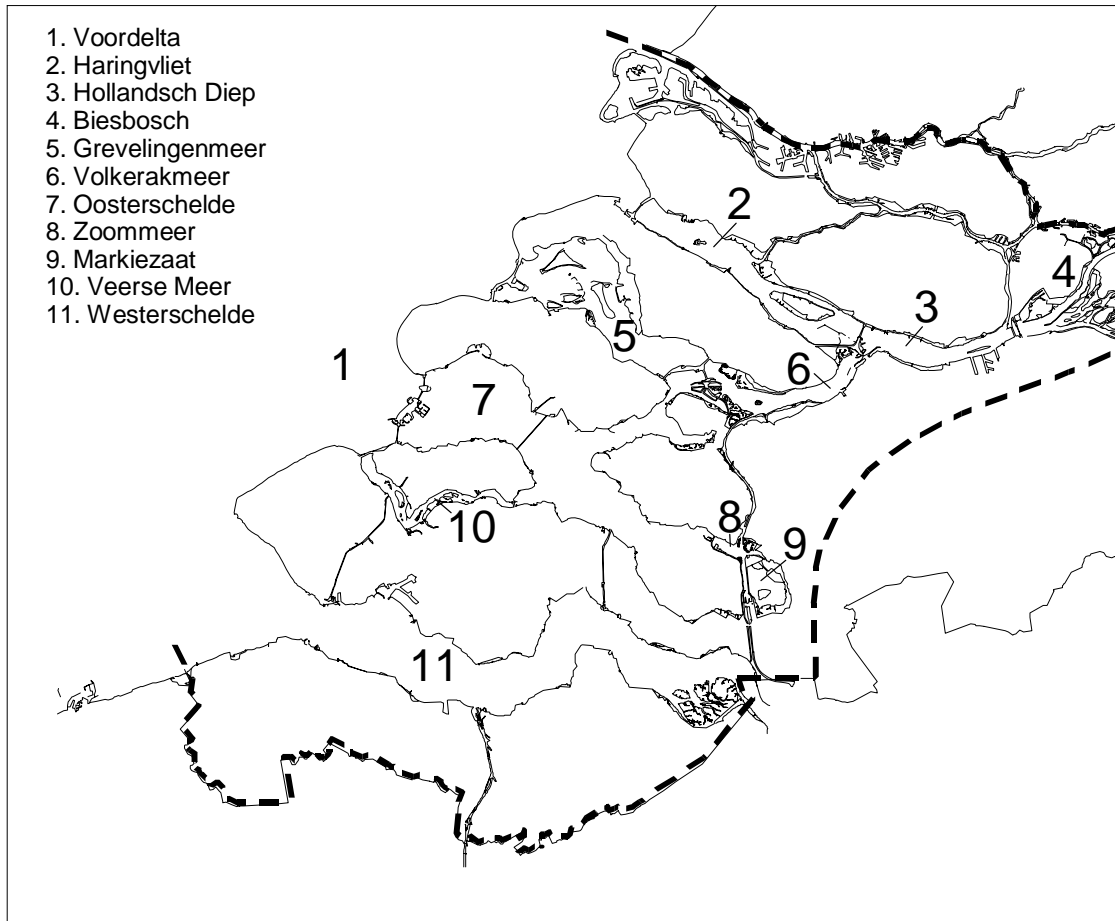 1. Voordelta
2. Haringvliet
3. Hollandsch Diep
4. Biesbosch
5. Grevelingenmeer
6. Volkerakmeer
7. Oosterschelde
8. Zoommeer
9. Markiezaat
10. Veerse Meer
11. Westerschelde
2
4
3
5
1
6
7
8
10
9
11